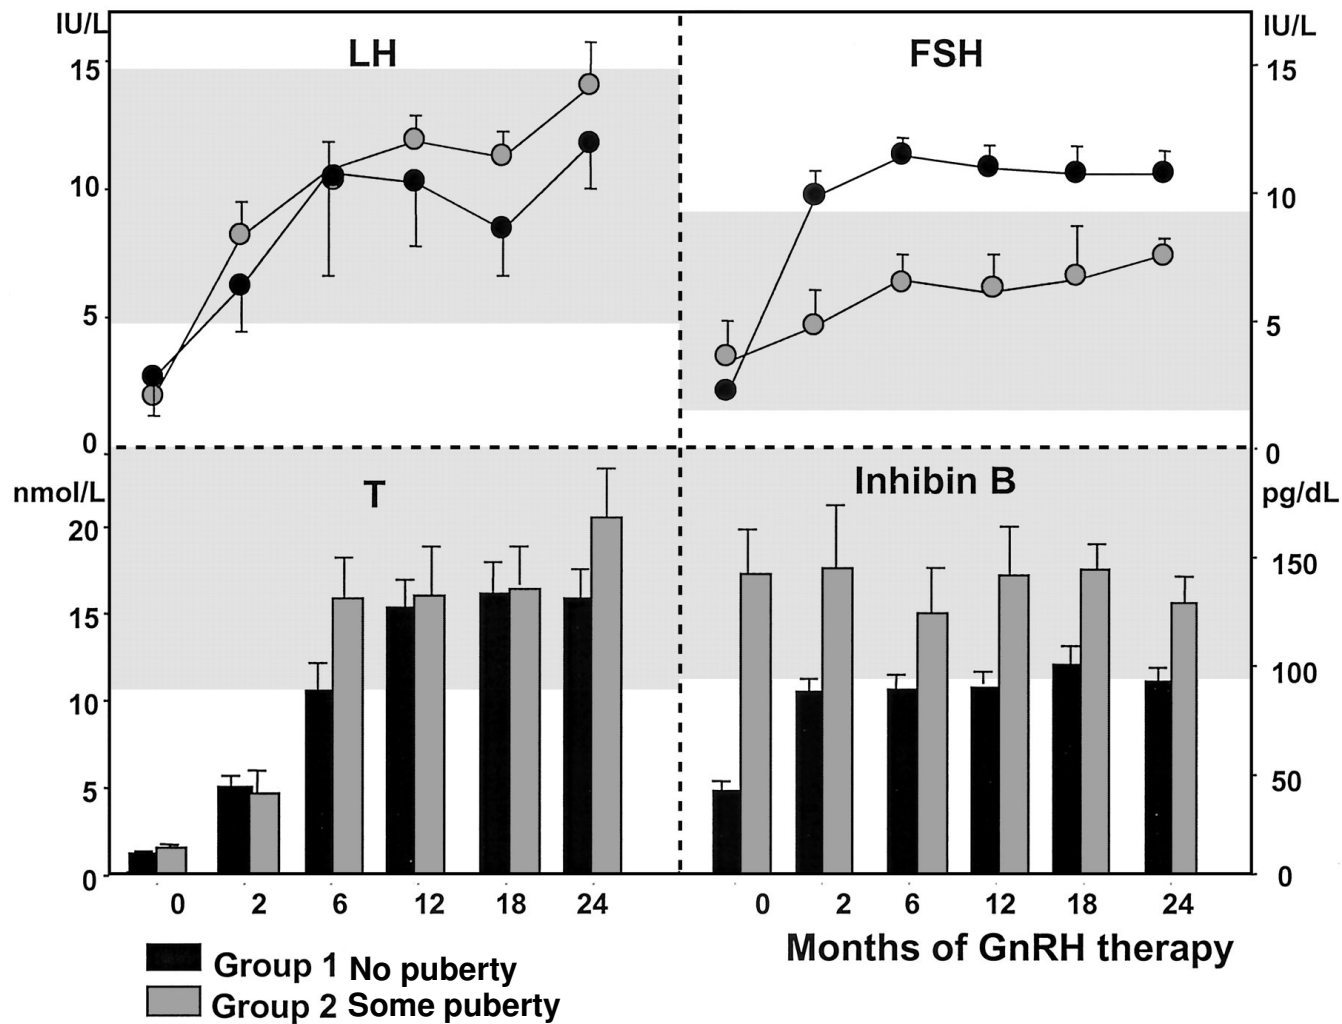 IU/L
LH
FSH
IU/L
15
10
5
0
15
10
5
0
nmol/L
T
Inhibin B
pg/dL
20
15
10
5
0
150
100
50
0
0 2 6 12 18 24
0 2 6 12 18 24
Months of GnRH therapy
Group 1 No puberty
Group 2 Some puberty